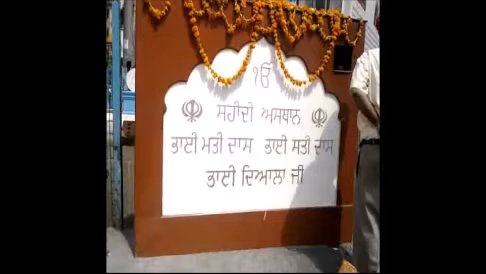 ੴ
ਸ਼ਹੀਦੀ ਅਸਥਾਨ
ਭਾਈ ਮਤੀ ਦਾਸ ਭਾਈ ਸਤੀ ਦਾਸ
ਭਾਈ ਦਿਆਲਾ ਜੀ